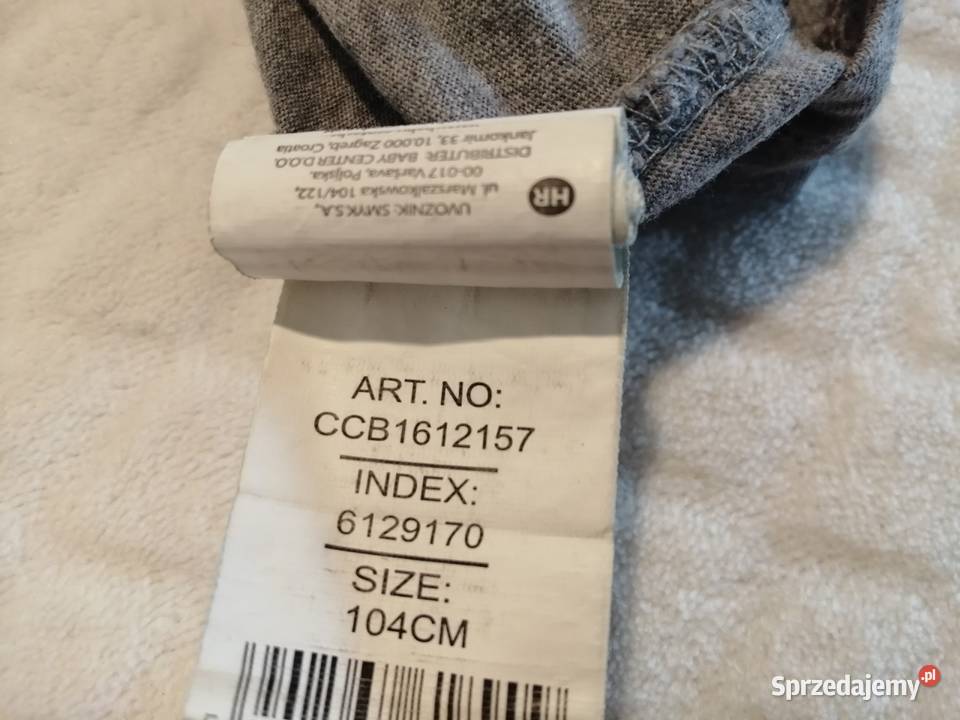 HR
UVOZNIK: SMYK S.A.,
ul. Marszalkowska 104/122,
00-017 Varšava, Poljska.
DISTRIBUTER: BABY CENTER D.O.O.
Jankomir 33, 10.000 Zagreb, Croatia
ART. NO:
CCB1612157
INDEX:
6129170
SIZE:
104CM
Sprzedajemy.pl